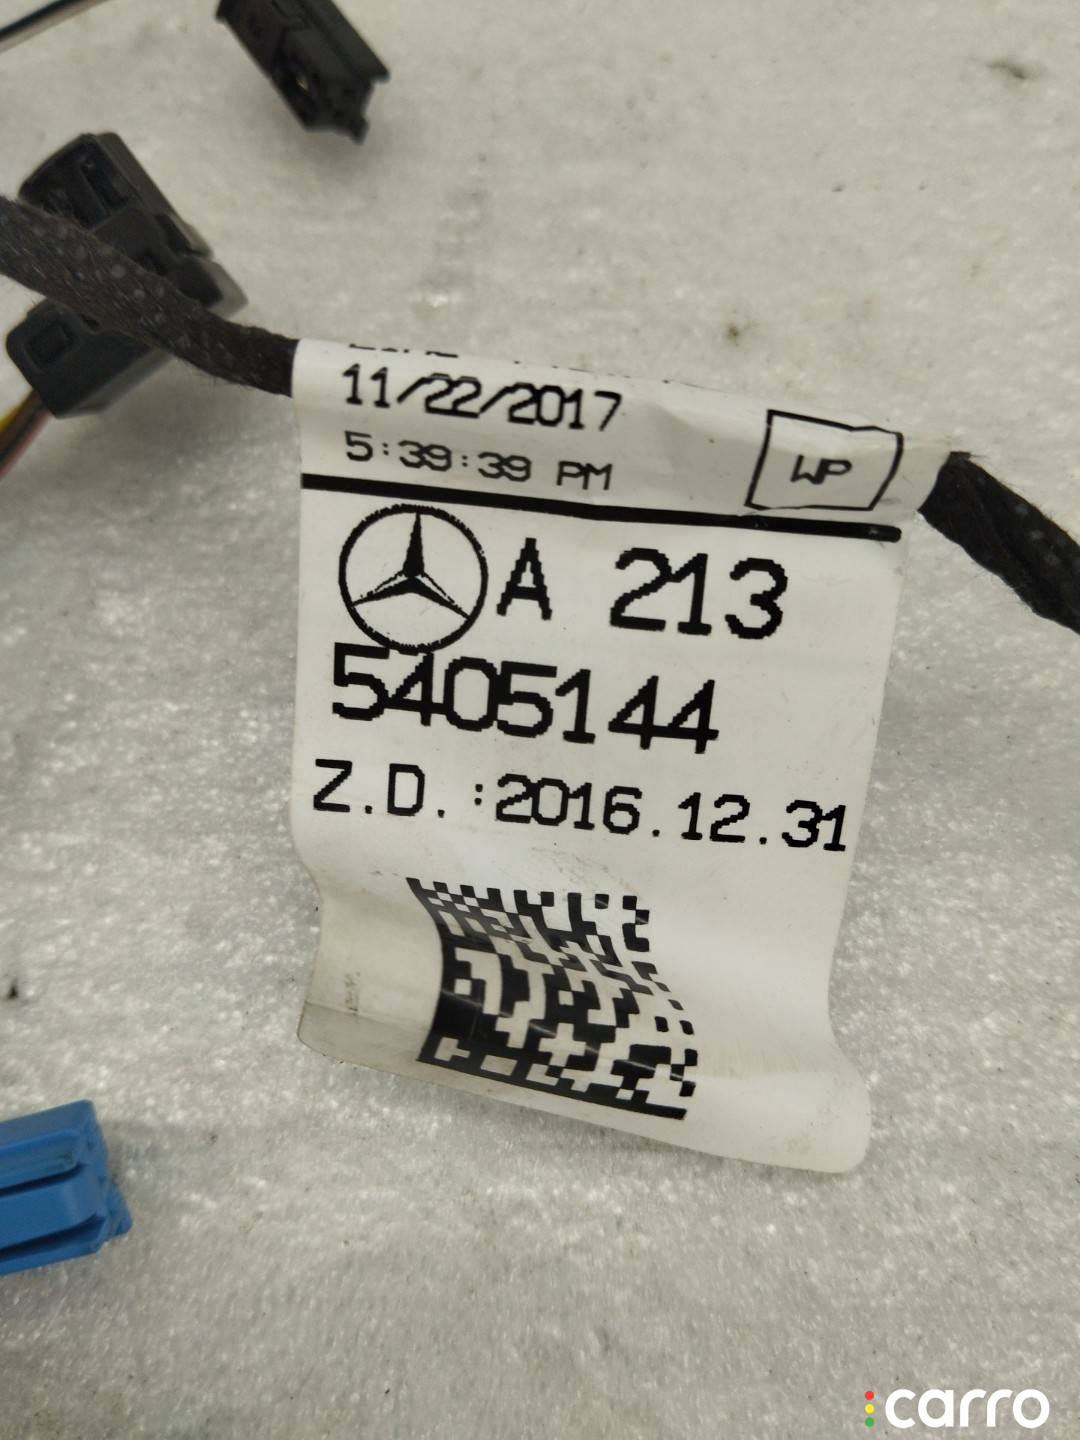 11/22/2017
5:39:39 PM
WP
A 213
5405144
Z.D. :2016.12.31
carro